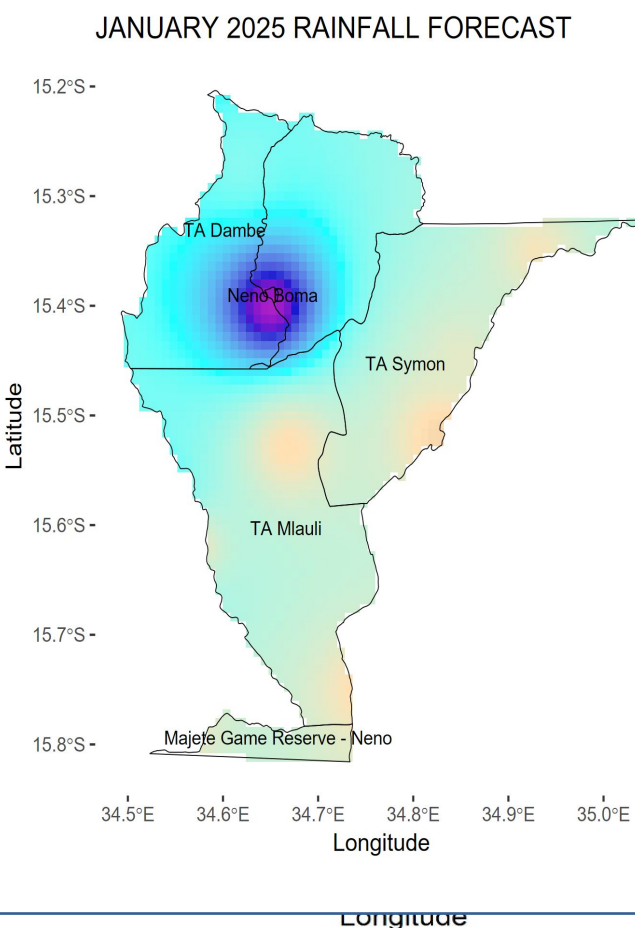 JANUARY 2025 RAINFALL FORECAST
15.2°S
15.3°S
TA Dambe
Neno Boma
15.4°S
TA Symon
Latitude
15.5°S
TA Mlauli
15.6°S
15.7°S
Majete Game Reserve - Neno
15.8°S
34.5°E 34.6°E 34.7°E 34.8°E 34.9°E 35.0°E
Longitude
Longitude